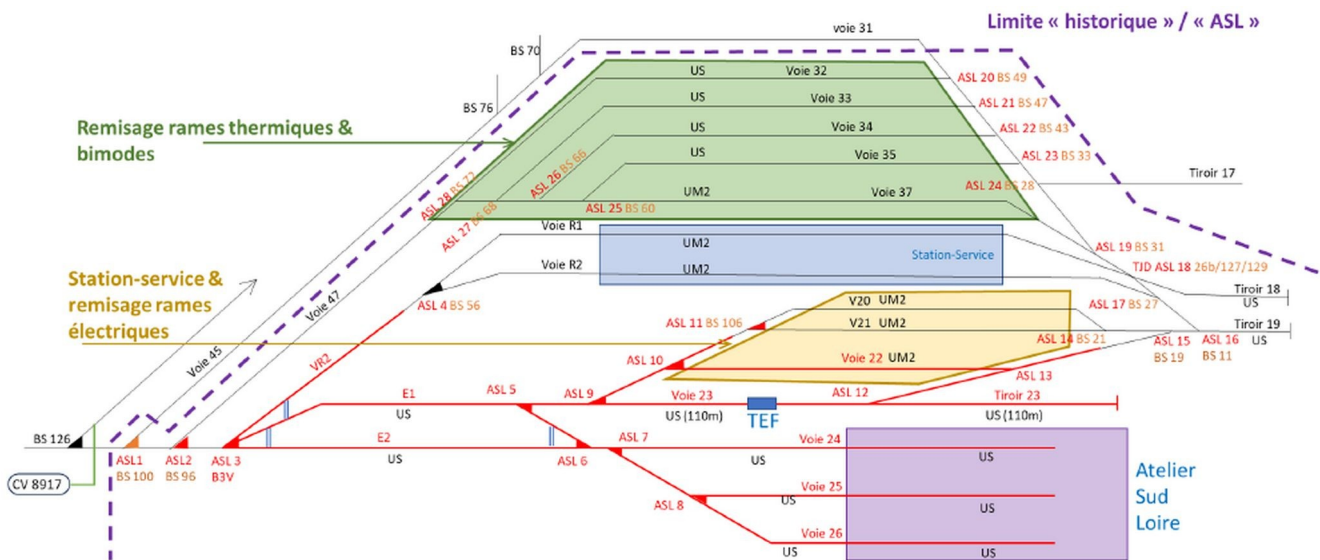 Limite « historique » / « ASL »
voie 31
BS 70
US
Voie 32
ASL 20 BS 49
BS 76
US
Voie 33
ASL 21 BS 47
Remisage rames thermiques &
bimodes
US
Voie 34
ASL 22 BS 43
US
Voie 35
ASL 23 BS 33
ASL 26 BS 66
Tiroir 17
ASL 28 BS 72
UM2
Voie 37
ASL 24 BS 28
ASL 25 BS 60
ASL 27 BS 68
Voie R1
UM2
Station-Service
ASL 19 BS 31
Voie R2
UM2
TJD ASL 18 26b/127/129
Station-service &
remisage rames
électriques
Tiroir 18
US
ASL 4 BS 56
Voie 47
V20 UM2
ASL 17 BS 27
ASL 11 BS 106
V21 UM2
Tiroir 19
US
ASL 14 BS 21
ASL 15
BS 19
ASL 16
BS 11
Voie 45
VR2
ASL 10
Voie 22 UM2
ASL 13
E1
US
ASL 5
ASL 9
Voie 23
US (110m)
TEF
ASL 12
Tiroir 23
US (110m)
BS 126
E2
US
ASL 7
Voie 24
US
US
ASL1
BS 100
ASL2
BS 96
ASL 3
B3V
ASL 6
CV 8917
Atelier
Sud
Loire
Voie 25
US
US
ASL 8
Voie 26
US
US